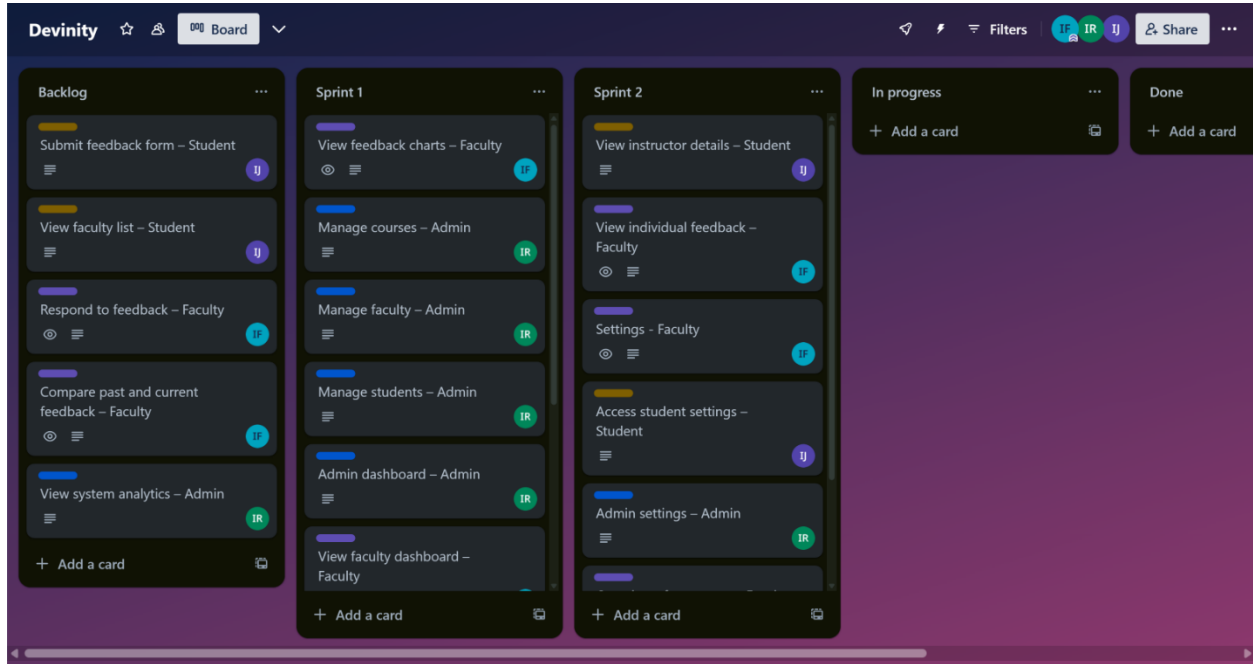 Devinity
Board
Filters
IF
IR
IJ
Share
Backlog
Submit feedback form – Student
IJ
View faculty list – Student
IJ
Respond to feedback – Faculty
IF
Compare past and current
feedback – Faculty
IF
View system analytics – Admin
IR
+ Add a card
Sprint 1
View feedback charts – Faculty
IF
Manage courses – Admin
IR
Manage faculty – Admin
IR
Manage students – Admin
IR
Admin dashboard – Admin
IR
View faculty dashboard –
Faculty
+ Add a card
Sprint 2
View instructor details – Student
IJ
View individual feedback –
Faculty
IF
Settings - Faculty
IF
Access student settings –
Student
IJ
Admin settings – Admin
IR
+ Add a card
In progress
+ Add a card
Done
+ Add a card